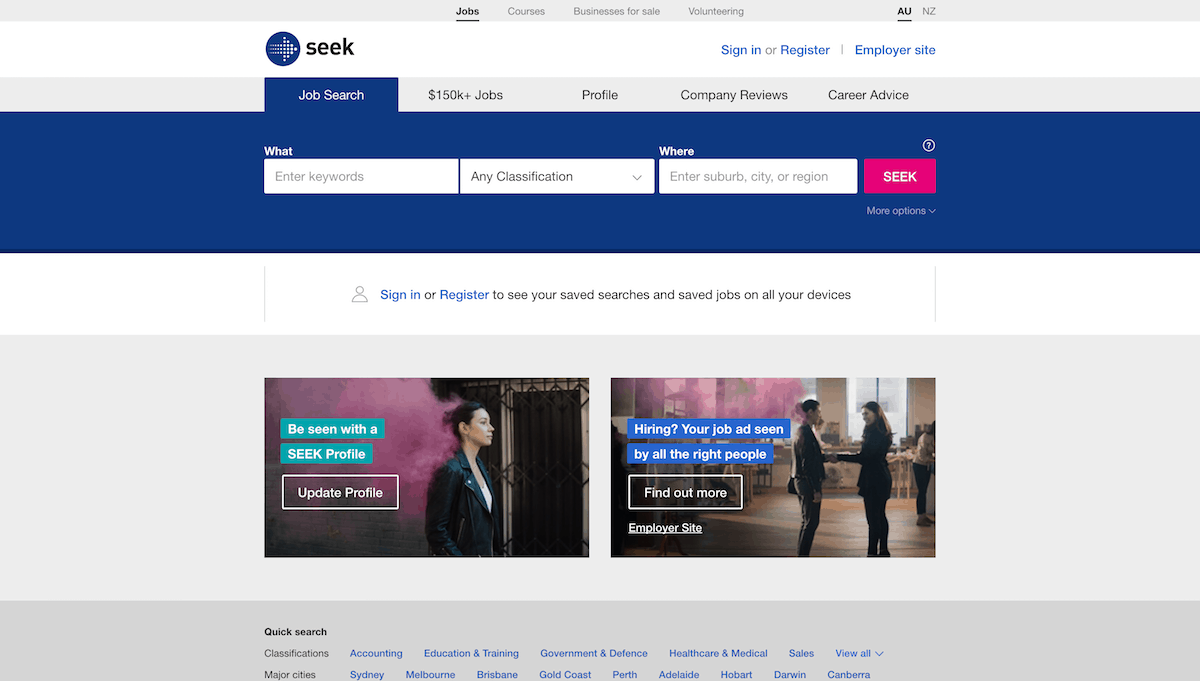 Jobs Courses Businesses for sale Volunteering AU NZ
seek
Sign in or Register | Employer site
Job Search $150k+ Jobs Profile Company Reviews Career Advice
?
What Where
Enter keywords Any Classification Enter suburb, city, or region SEEK
More options
Sign in or Register to see your saved searches and saved jobs on all your devices
Be seen with a
SEEK Profile
Update Profile
Hiring? Your job ad seen
by all the right people
Find out more
Employer Site
Quick search
Classifications Accounting Education & Training Government & Defence Healthcare & Medical Sales View all
Major cities Sydney Melbourne Brisbane Gold Coast Perth Adelaide Hobart Darwin Canberra